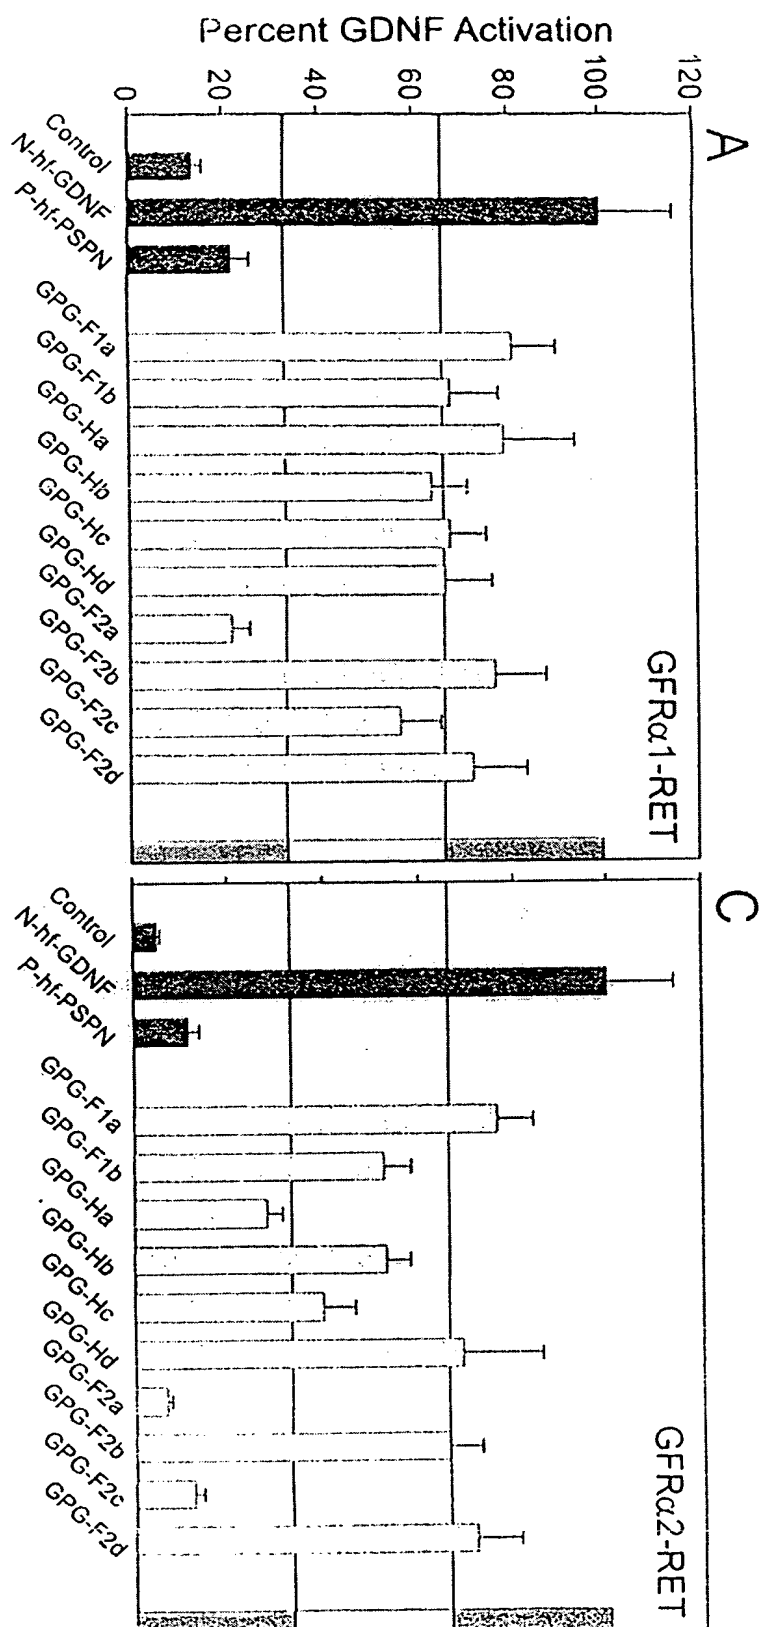 Percent GDNF Activation
120
100
80
60
40
20
0
A
GFRα1-RET
Control
N-hf-GDNF
P-hf-PSPN
GPG-F1a
GPG-F1b
GPG-Ha
GPG-Hb
GPG-Hc
GPG-Hd
GPG-F2a
GPG-F2b
GPG-F2c
GPG-F2d
C
GFRα2-RET
Control
N-hf-GDNF
P-hf-PSPN
GPG-F1a
GPG-F1b
GPG-Ha
GPG-Hb
GPG-Hc
GPG-Hd
GPG-F2a
GPG-F2b
GPG-F2c
GPG-F2d